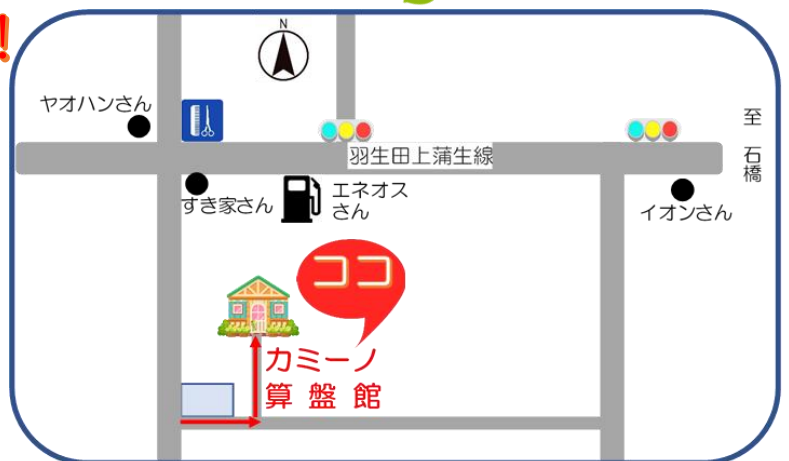 !
N
ヤオハンさん
至
石橋
羽生田上蒲生線
すき家さん
エネオス
さん
イオンさん
ココ
カミーノ
算盤館